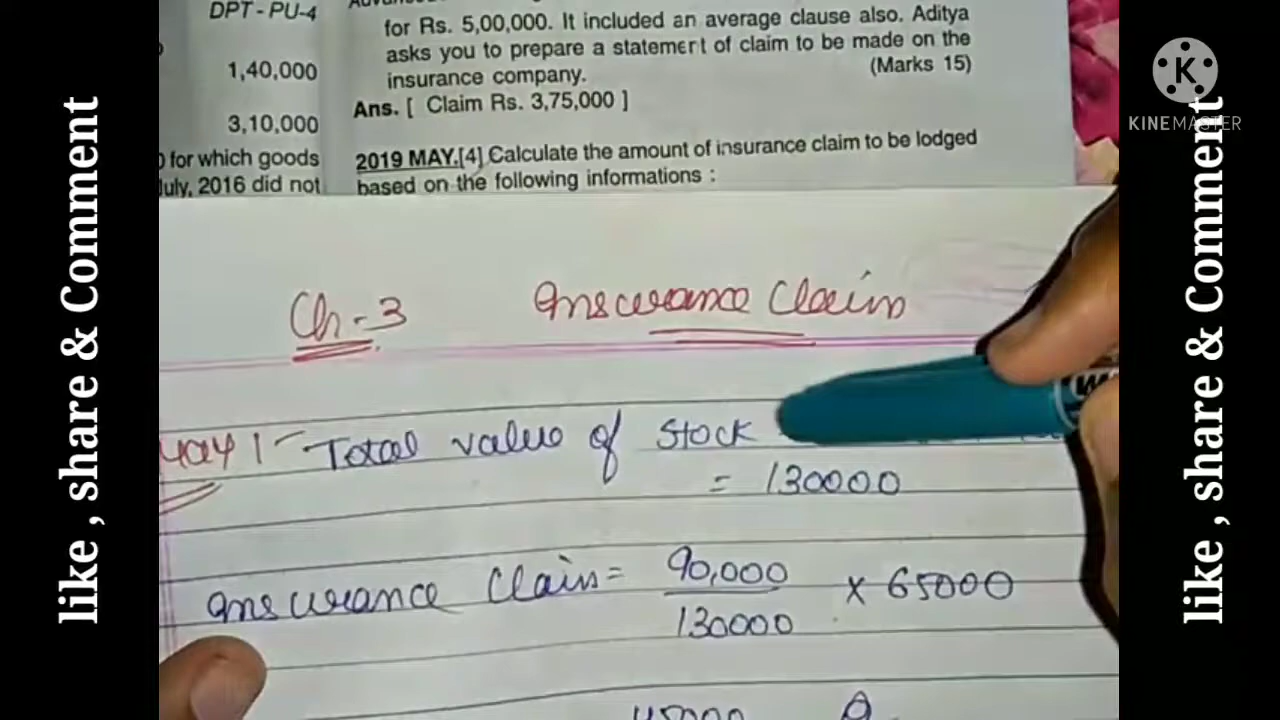 DPT - PU-4
1,40,000
3,10,000
for which goods
July, 2016 did not
for Rs. 5,00,000. It included an average clause also. Aditya
asks you to prepare a statement of claim to be made on the
insurance company. (Marks 15)
Ans. [ Claim Rs. 3,75,000 ]
2019 MAY.[4] Calculate the amount of insurance claim to be lodged
based on the following informations :
K
KINEMASTER
like , share & Comment
like , share & Comment
Ch-3 Insurance Claim
Way 1 - Total value of Stock
= 130000
Insurance Claim = 90,000 x 65000
130000
45000